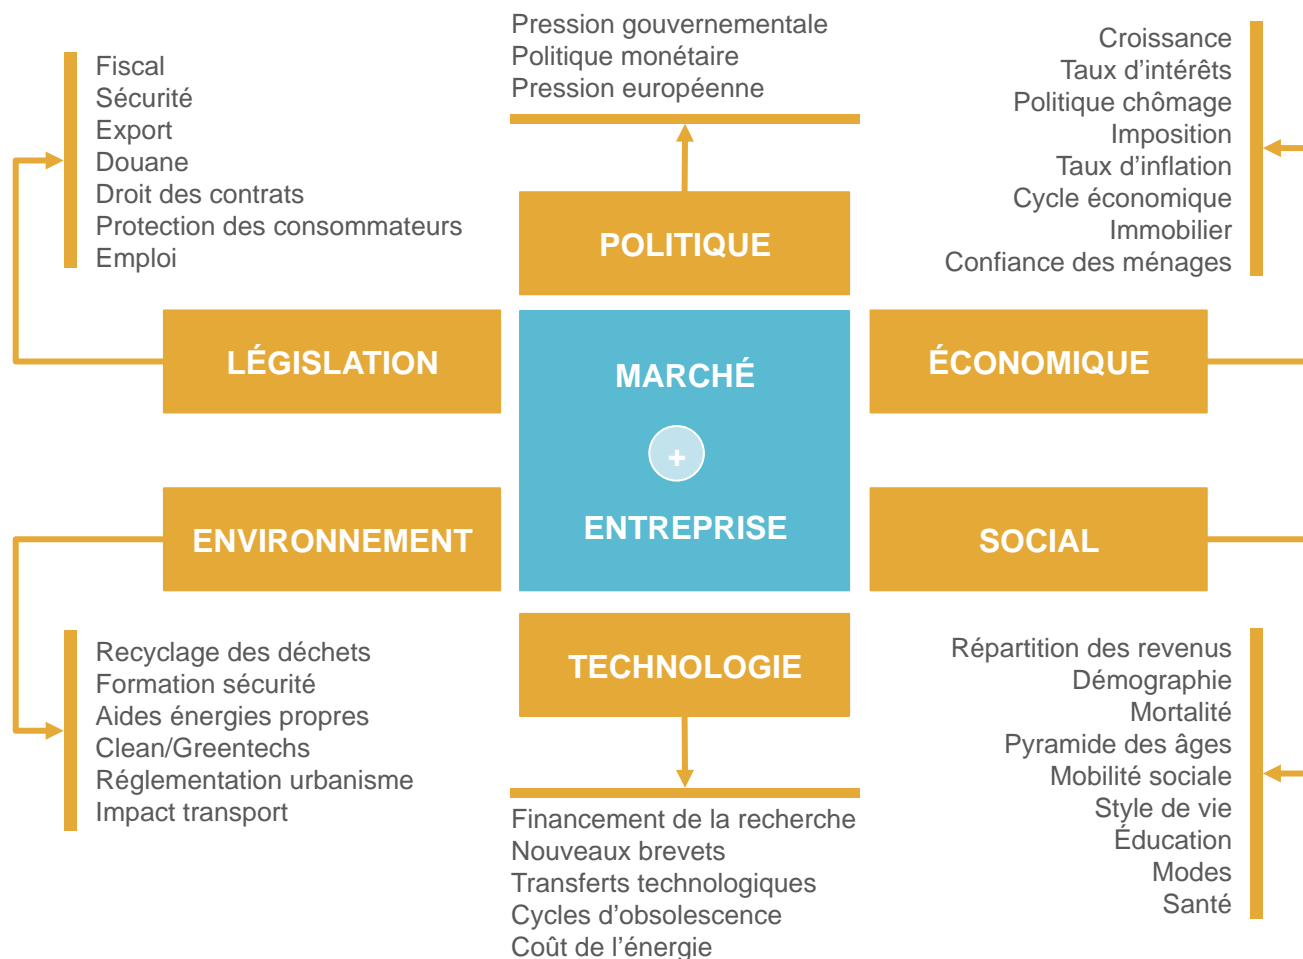 Pression gouvernementale
Politique monétaire
Pression européenne
Fiscal
Sécurité
Export
Douane
Droit des contrats
Protection des consommateurs
Emploi
Croissance
Taux d’intérêts
Politique chômage
Imposition
Taux d’inflation
Cycle économique
Immobilier
Confiance des ménages
POLITIQUE
LÉGISLATION
MARCHÉ
+
ENTREPRISE
ÉCONOMIQUE
ENVIRONNEMENT
SOCIAL
TECHNOLOGIE
Recyclage des déchets
Formation sécurité
Aides énergies propres
Clean/Greentechs
Réglementation urbanisme
Impact transport
Financement de la recherche
Nouveaux brevets
Transferts technologiques
Cycles d’obsolescence
Coût de l’énergie
Répartition des revenus
Démographie
Mortalité
Pyramide des âges
Mobilité sociale
Style de vie
Éducation
Modes
Santé